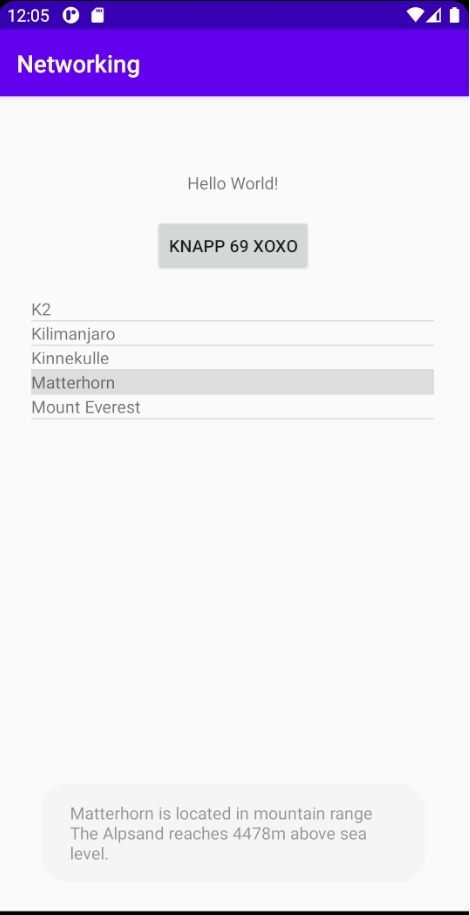 12:05
Networking
Hello World!
KNAPP 69 XOXO
K2
Kilimanjaro
Kinnekulle
Matterhorn
Mount Everest
Matterhorn is located in mountain range
The Alpsand reaches 4478m above sea
level.